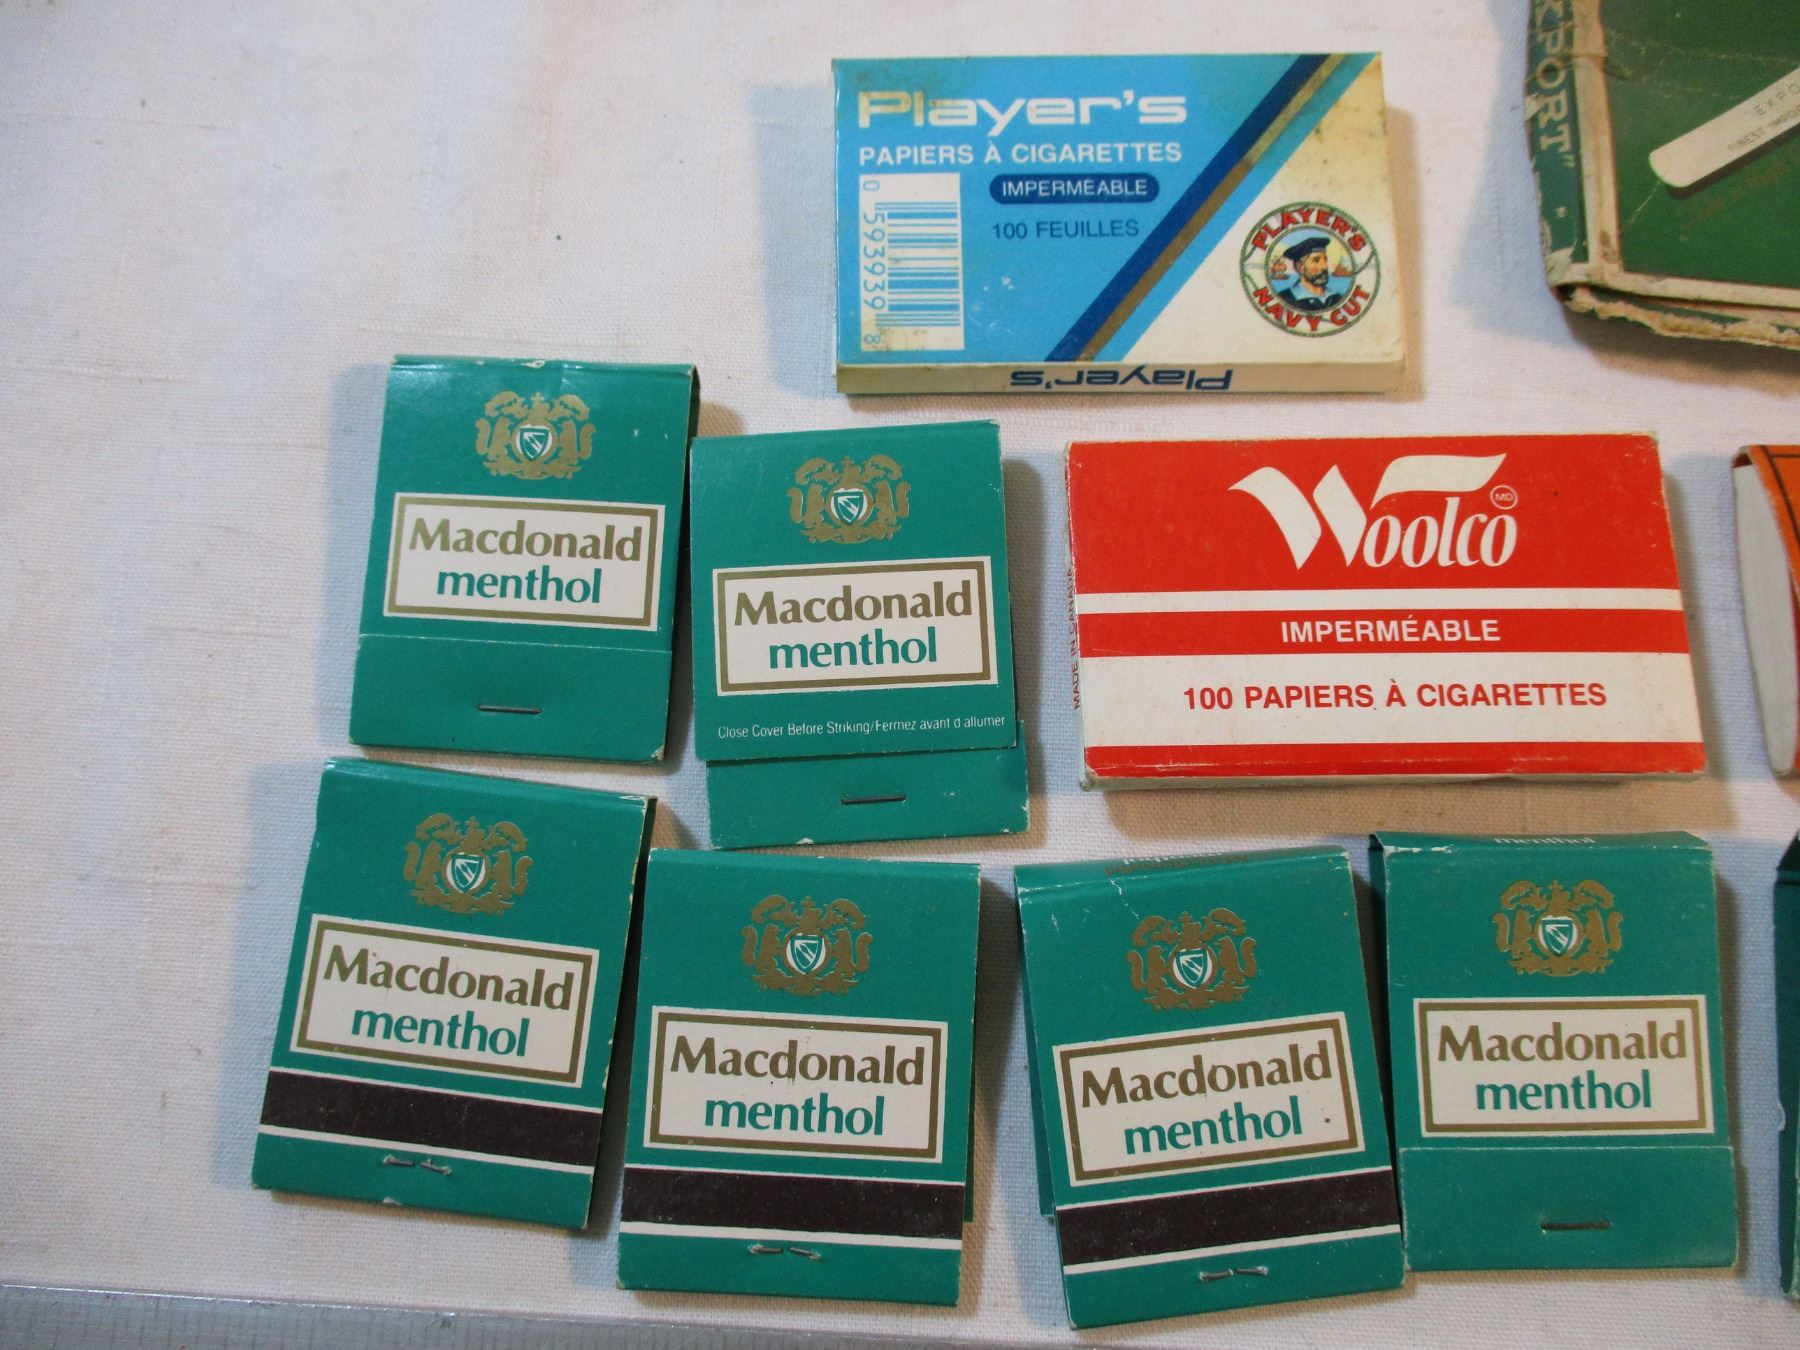 Player's
PAPIERS À CIGARETTES
IMPERMÉABLE
100 FEUILLES
0 593939 8
PLAYER'S
NAVY CUT
Player's
EXPORT"
"EXPO
FINEST
Macdonald
menthol
Macdonald
menthol
Close Cover Before Striking/Fermez avant d'allumer
Woolco MD
IMPERMÉABLE
100 PAPIERS À CIGARETTES
MADE IN CANADA
Macdonald
menthol
Macdonald
menthol
Macdonald
menthol
menthol
Macdonald
menthol